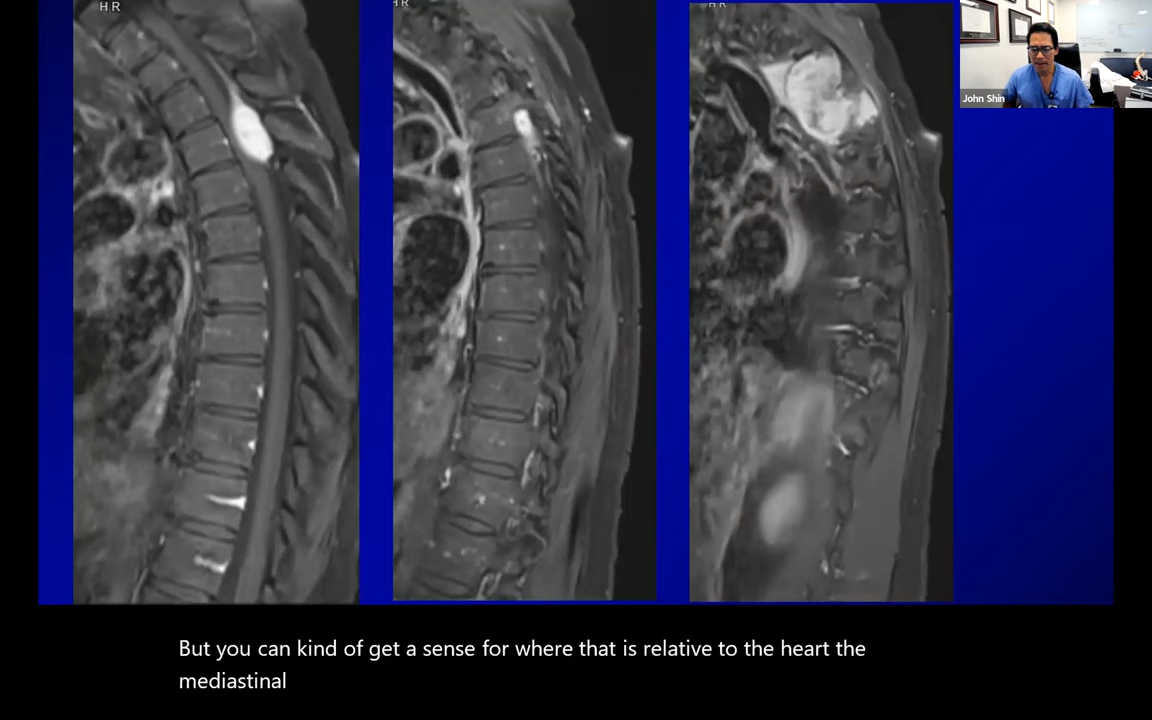 HR
HR
HR
John Shin
But you can kind of get a sense for where that is relative to the heart the
mediastinal